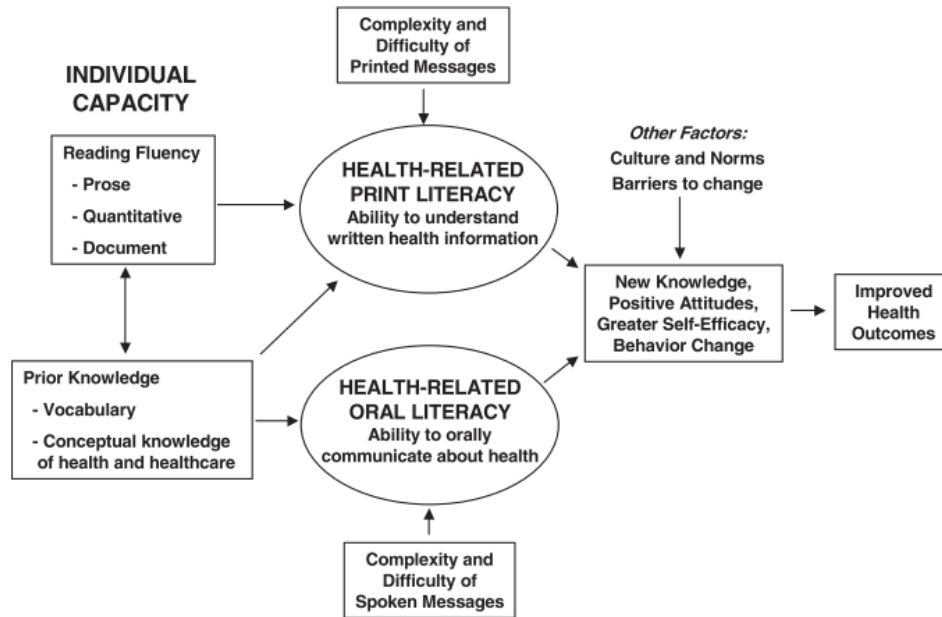 Complexity and
Difficulty of
Printed Messages
INDIVIDUAL
CAPACITY
Reading Fluency
- Prose
- Quantitative
- Document
HEALTH-RELATED
PRINT LITERACY
Ability to understand
written health information
Other Factors:
Culture and Norms
Barriers to change
New Knowledge,
Positive Attitudes,
Greater Self-Efficacy,
Behavior Change
Improved
Health
Outcomes
Prior Knowledge
- Vocabulary
- Conceptual knowledge
of health and healthcare
HEALTH-RELATED
ORAL LITERACY
Ability to orally
communicate about health
Complexity and
Difficulty of
Spoken Messages